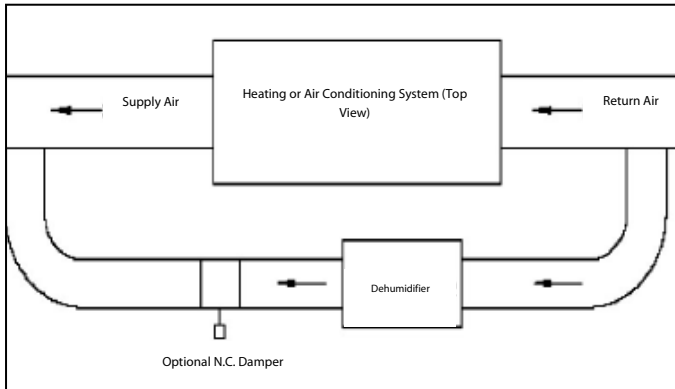 Supply Air
Heating or Air Conditioning System (Top
View)
Return Air
Dehumidifier
Optional N.C. Damper